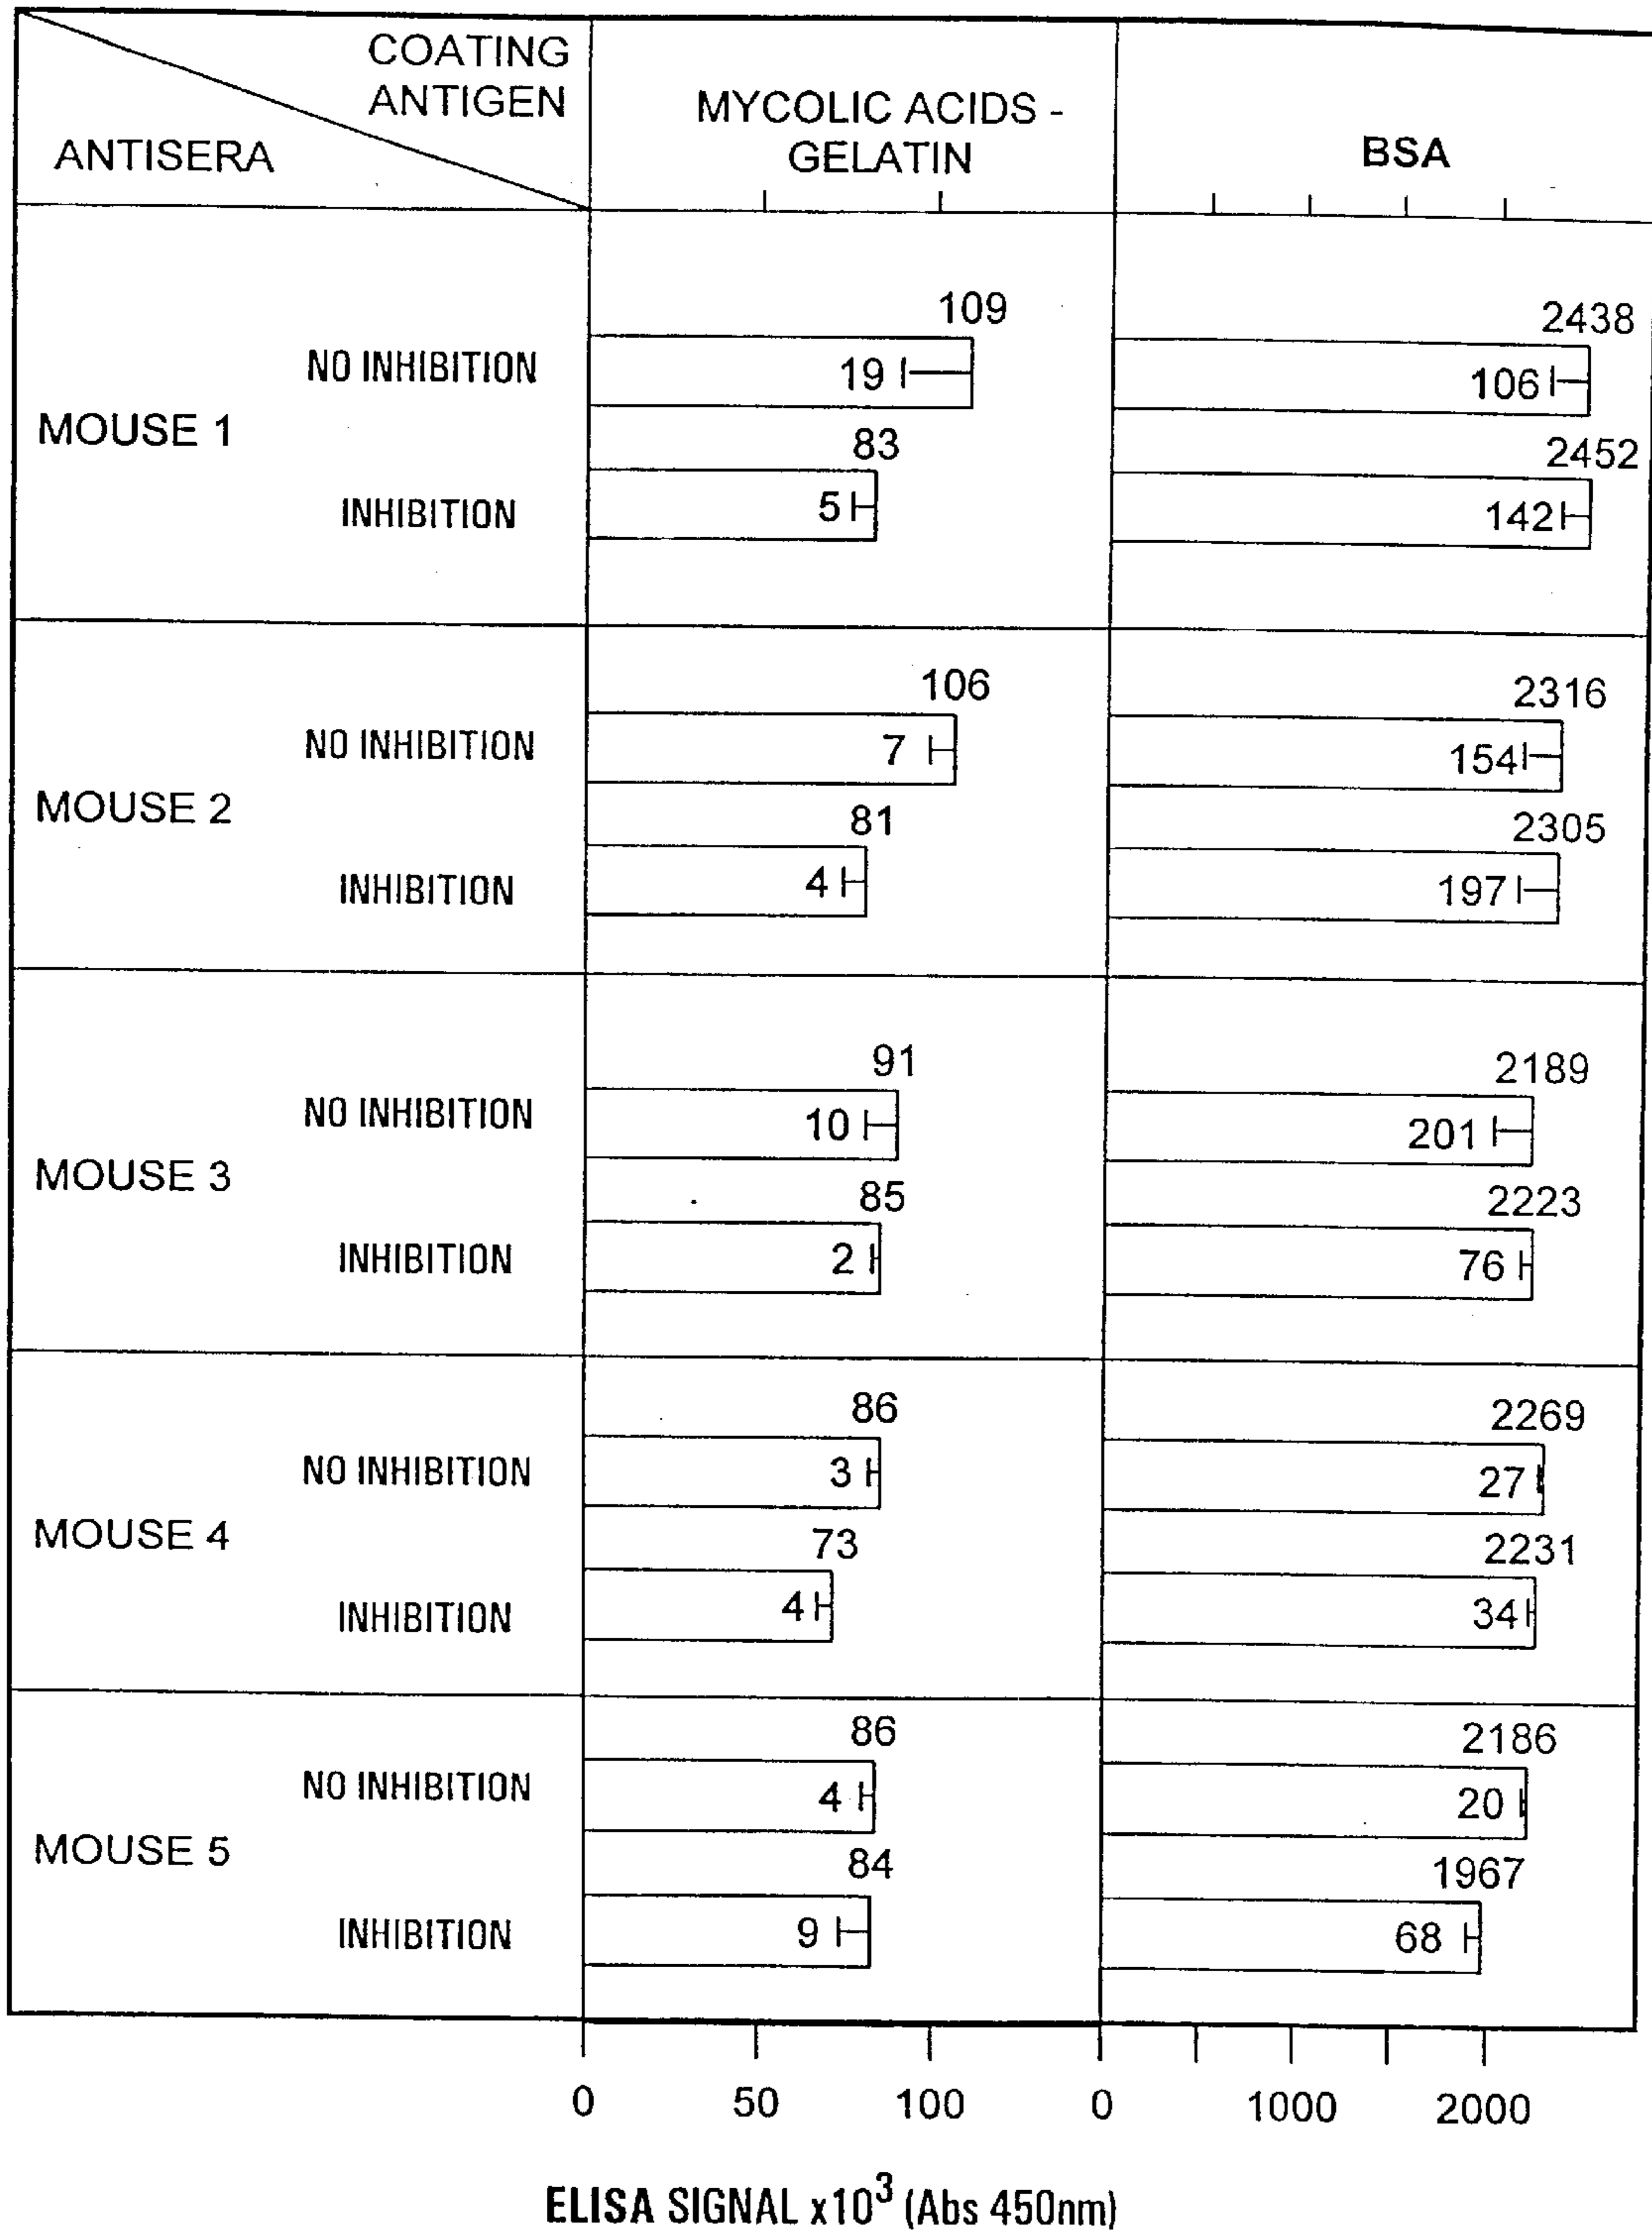 COATING
ANTIGEN
ANTISERA
MYCOLIC ACIDS -
GELATIN
BSA
MOUSE 1
NO INHIBITION
109
19
2438
106
INHIBITION
83
5
2452
142
MOUSE 2
NO INHIBITION
106
7
2316
154
INHIBITION
81
4
2305
197
MOUSE 3
NO INHIBITION
91
10
2189
201
INHIBITION
85
2
2223
76
MOUSE 4
NO INHIBITION
86
3
2269
27
INHIBITION
73
4
2231
34
MOUSE 5
NO INHIBITION
86
4
2186
20
INHIBITION
84
9
1967
68
0 50 100 0 1000 2000
ELISA SIGNAL x10³ (Abs 450nm)